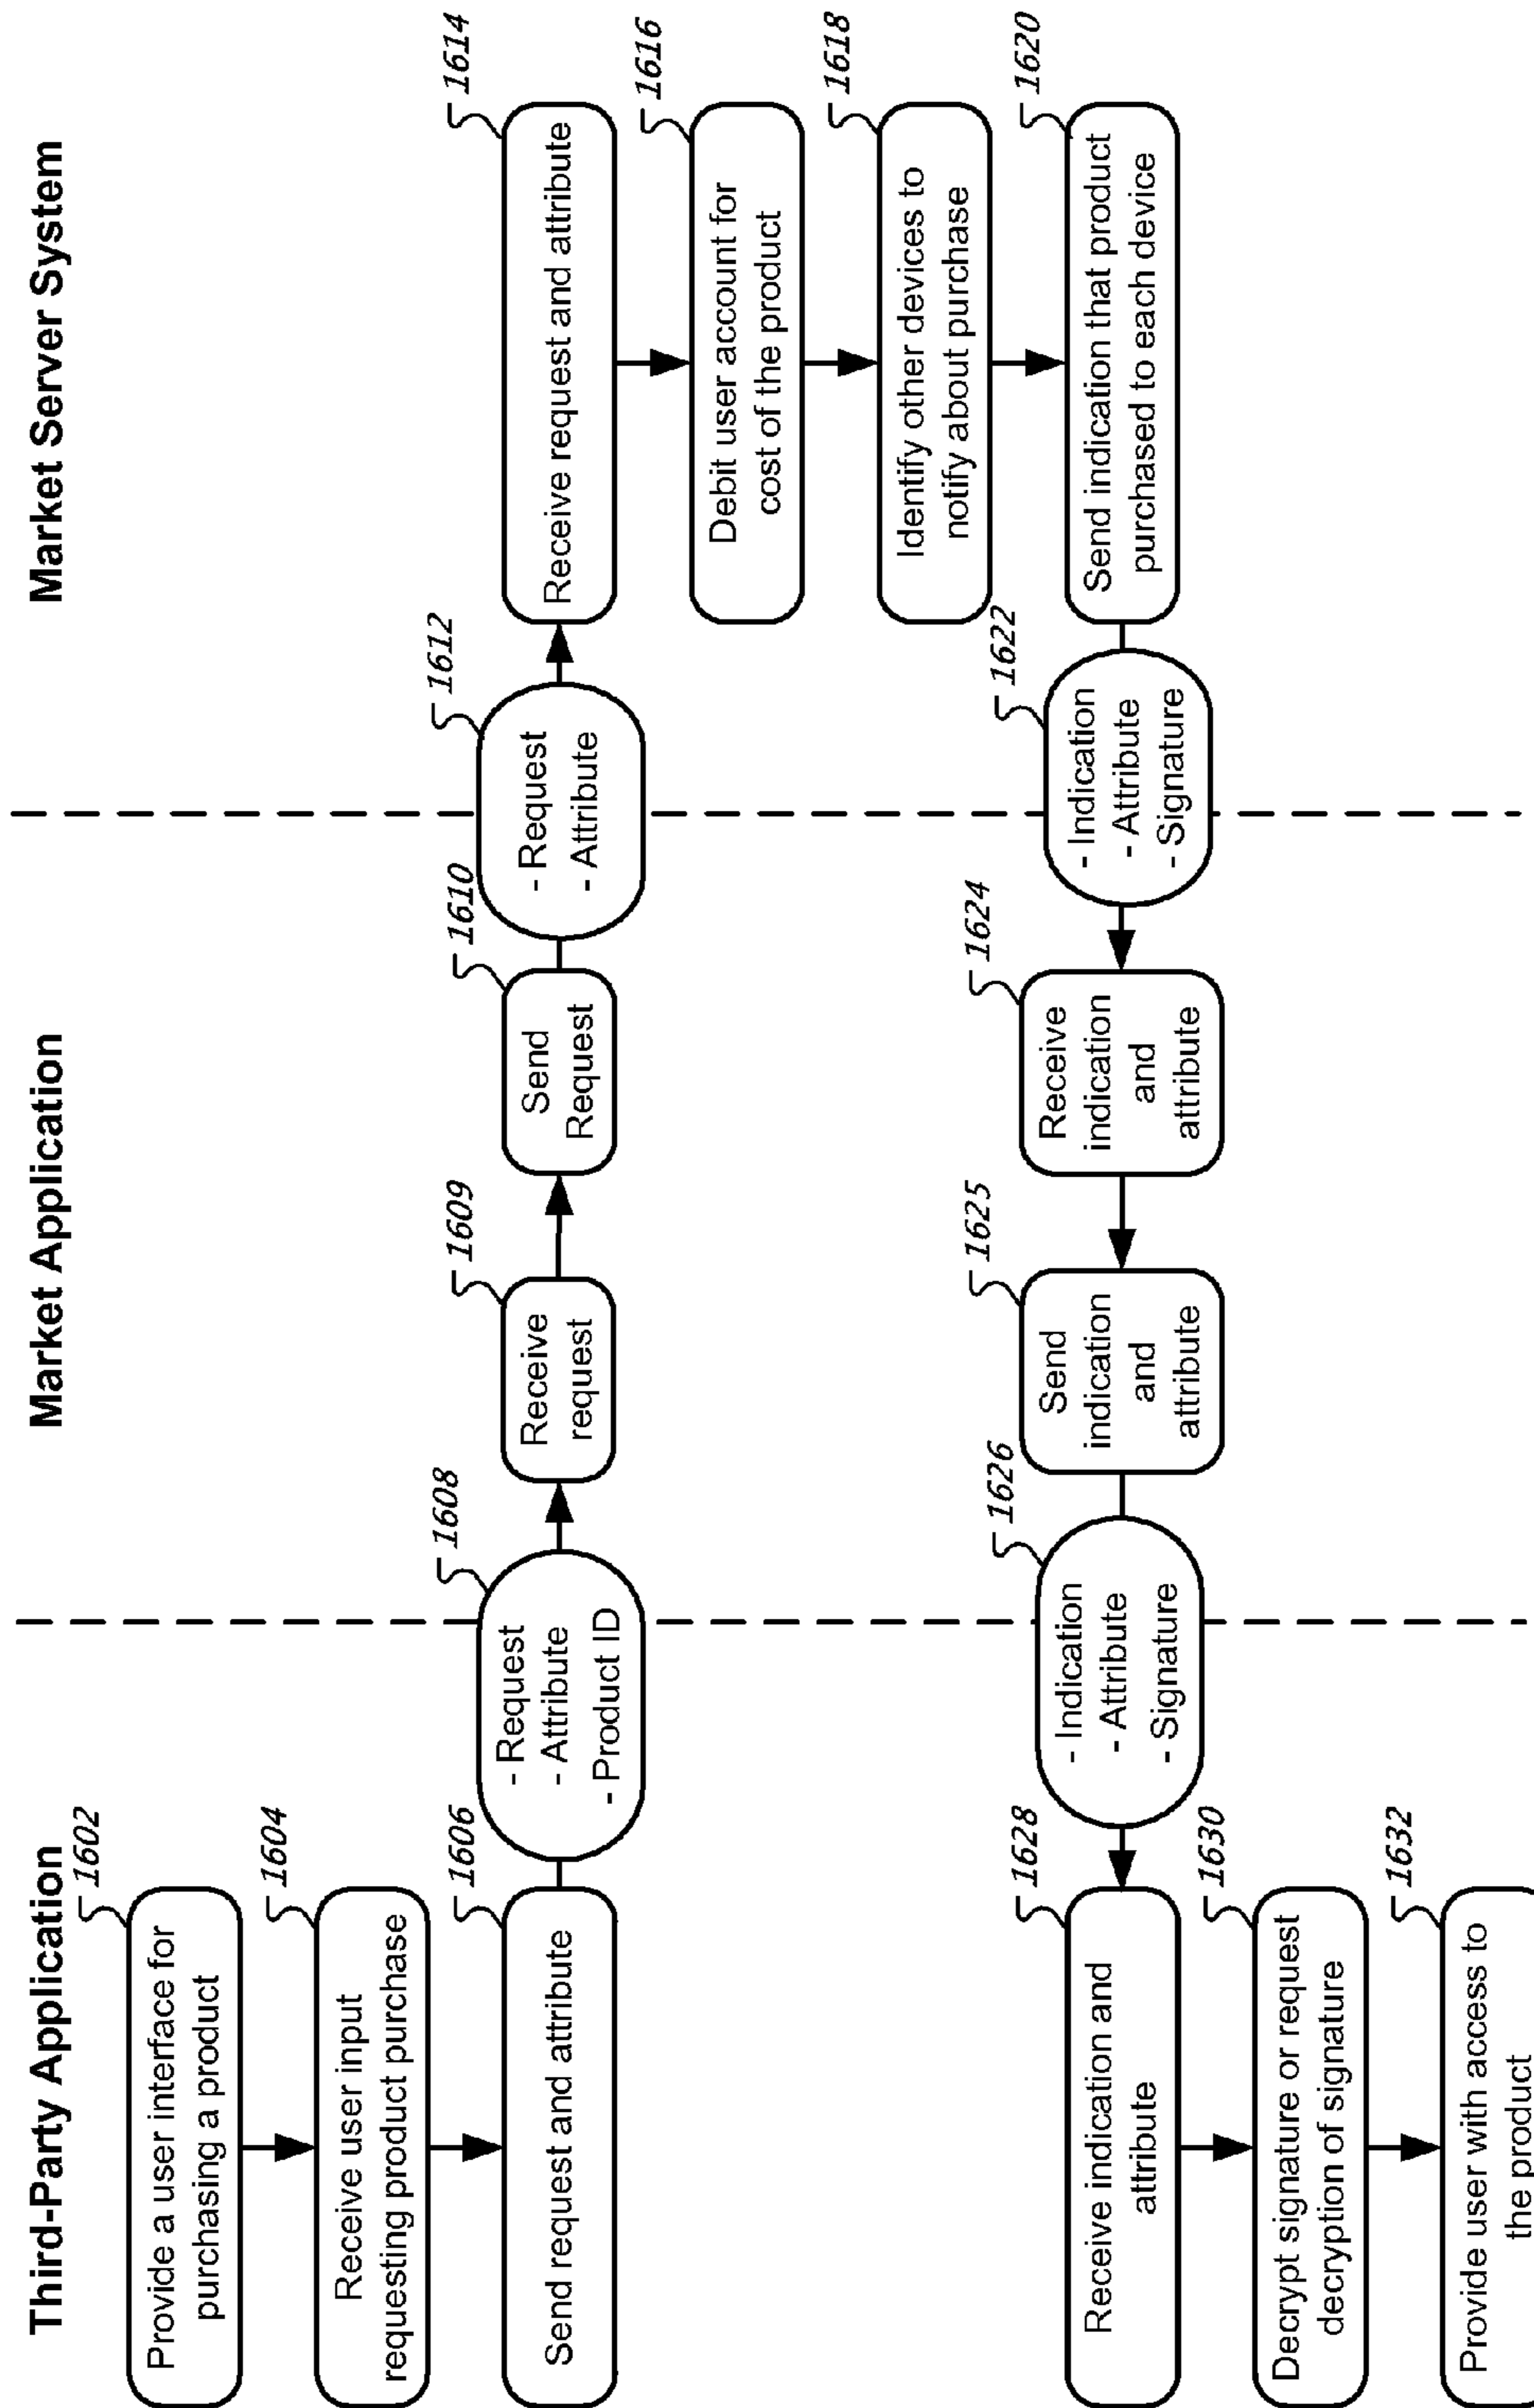 Third-Party Application
Market Application
Market Server System
1602
Provide a user interface for
purchasing a product
1604
Receive user input
requesting product purchase
1606
Send request and attribute
1608
- Request
- Attribute
- Product ID
1609
Receive
request
1610
Send
Request
1612
- Request
- Attribute
1614
Receive request and attribute
1616
Debit user account for
cost of the product
1618
Identify other devices to
notify about purchase
1620
Send indication that product
purchased to each device
1622
- Indication
- Attribute
- Signature
1624
Receive
indication
and
attribute
1625
Send
indication
and
attribute
1626
- Indication
- Attribute
- Signature
1628
Receive indication and
attribute
1630
Decrypt signature or request
decryption of signature
1632
Provide user with access to
the product